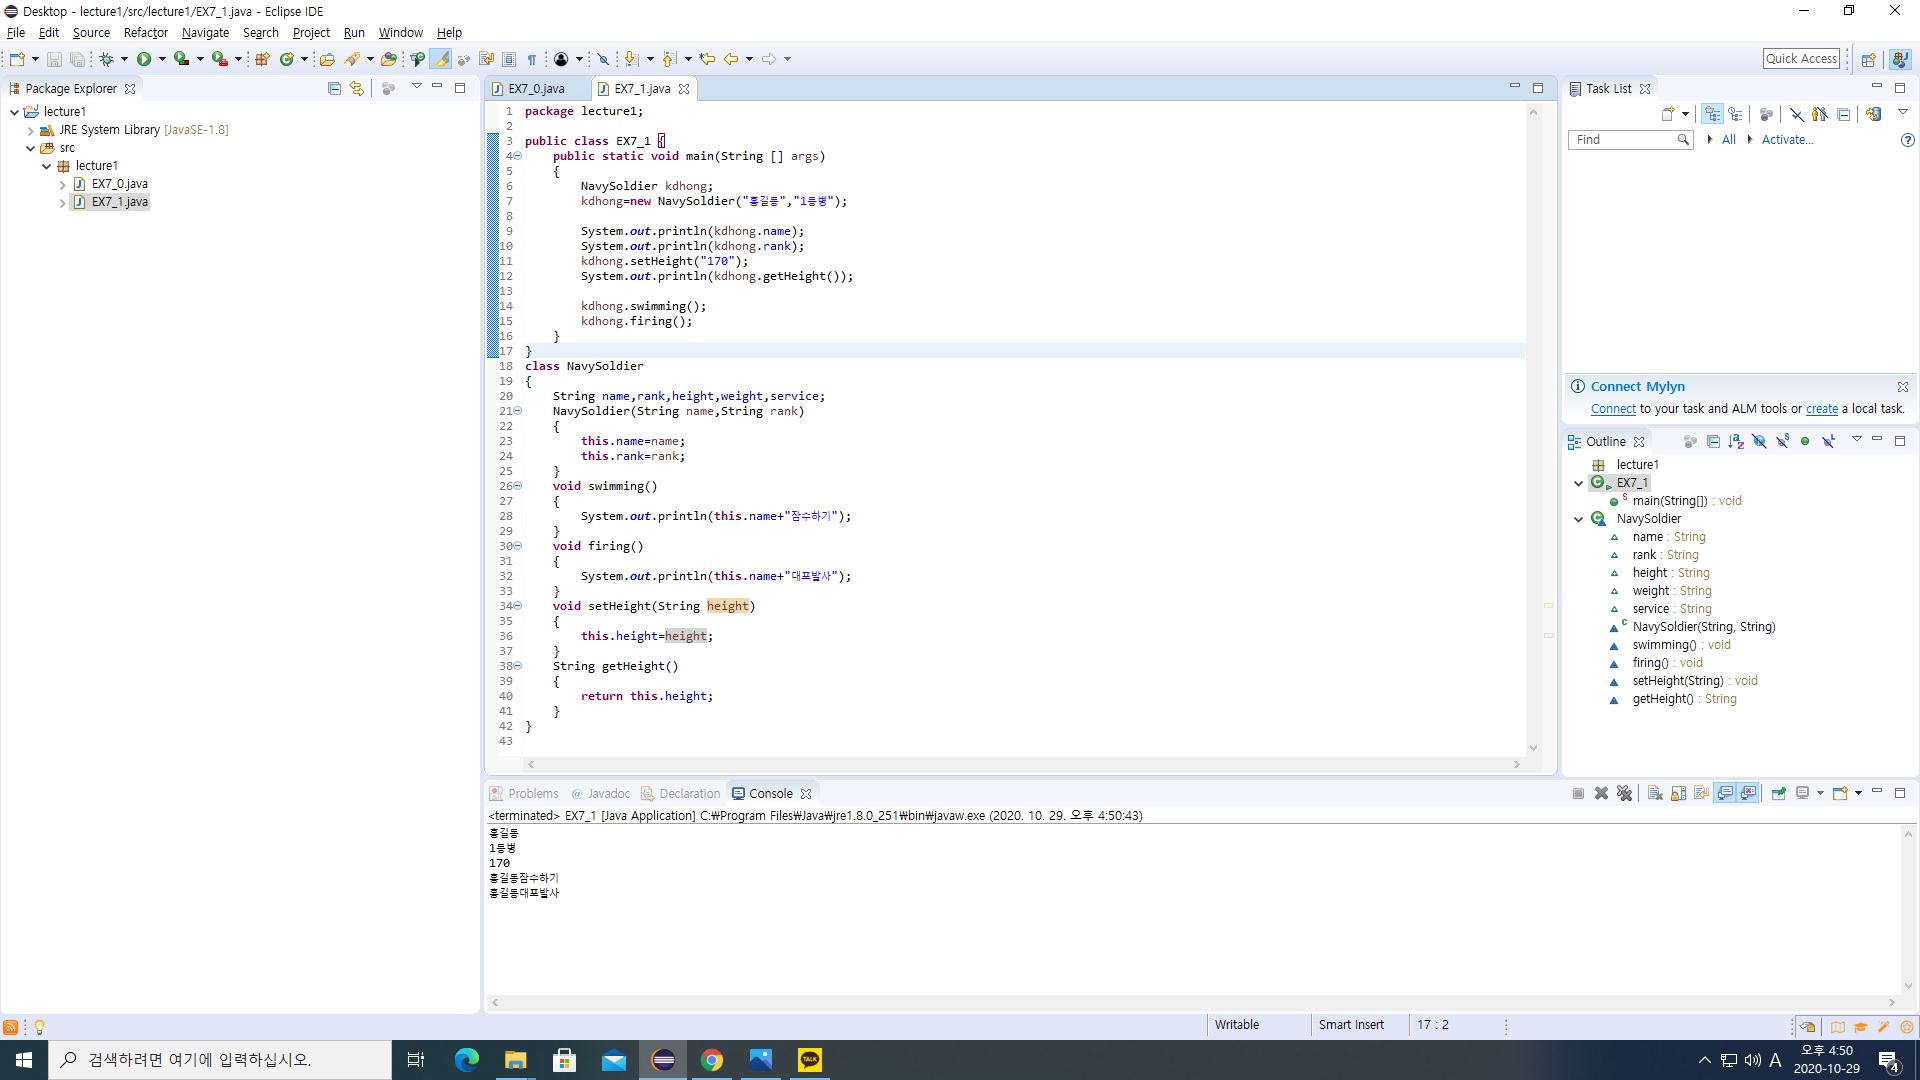 Desktop - lecture1/src/lecture1/EX7_1.java - Eclipse IDE
File Edit Source Refactor Navigate Search Project Run Window Help
Quick Access
Package Explorer
lecture1
JRE System Library [JavaSE-1.8]
src
lecture1
EX7_0.java
EX7_1.java
EX7_0.java EX7_1.java
1 package lecture1;
2
3 public class EX7_1 {
4 public static void main(String [] args)
5 {
6 NavySoldier kdhong;
7 kdhong=new NavySoldier("홍길동","1등병");
8
9 System.out.println(kdhong.name);
10 System.out.println(kdhong.rank);
11 kdhong.setHeight("170");
12 System.out.println(kdhong.getHeight());
13
14 kdhong.swimming();
15 kdhong.firing();
16 }
17 }
18 class NavySoldier
19 {
20 String name,rank,height,weight,service;
21 NavySoldier(String name,String rank)
22 {
23 this.name=name;
24 this.rank=rank;
25 }
26 void swimming()
27 {
28 System.out.println(this.name+"잠수하기");
29 }
30 void firing()
31 {
32 System.out.println(this.name+"대포발사");
33 }
34 void setHeight(String height)
35 {
36 this.height=height;
37 }
38 String getHeight()
39 {
40 return this.height;
41 }
42 }
43
Task List
Find All Activate...
Connect Mylyn
Connect to your task and ALM tools or create a local task.
Outline
lecture1
EX7_1
main(String[]) : void
NavySoldier
name : String
rank : String
height : String
weight : String
service : String
NavySoldier(String, String)
swimming() : void
firing() : void
setHeight(String) : void
getHeight() : String
Problems Javadoc Declaration Console
<terminated> EX7_1 [Java Application] C:₩Program Files₩Java₩jre1.8.0_251₩bin₩javaw.exe (2020. 10. 29. 오후 4:50:43)
홍길동
1등병
170
홍길동잠수하기
홍길동대포발사
Writable Smart Insert 17 : 2
검색하려면 여기에 입력하십시오.
TALK
A
오후 4:50
2020-10-29
4